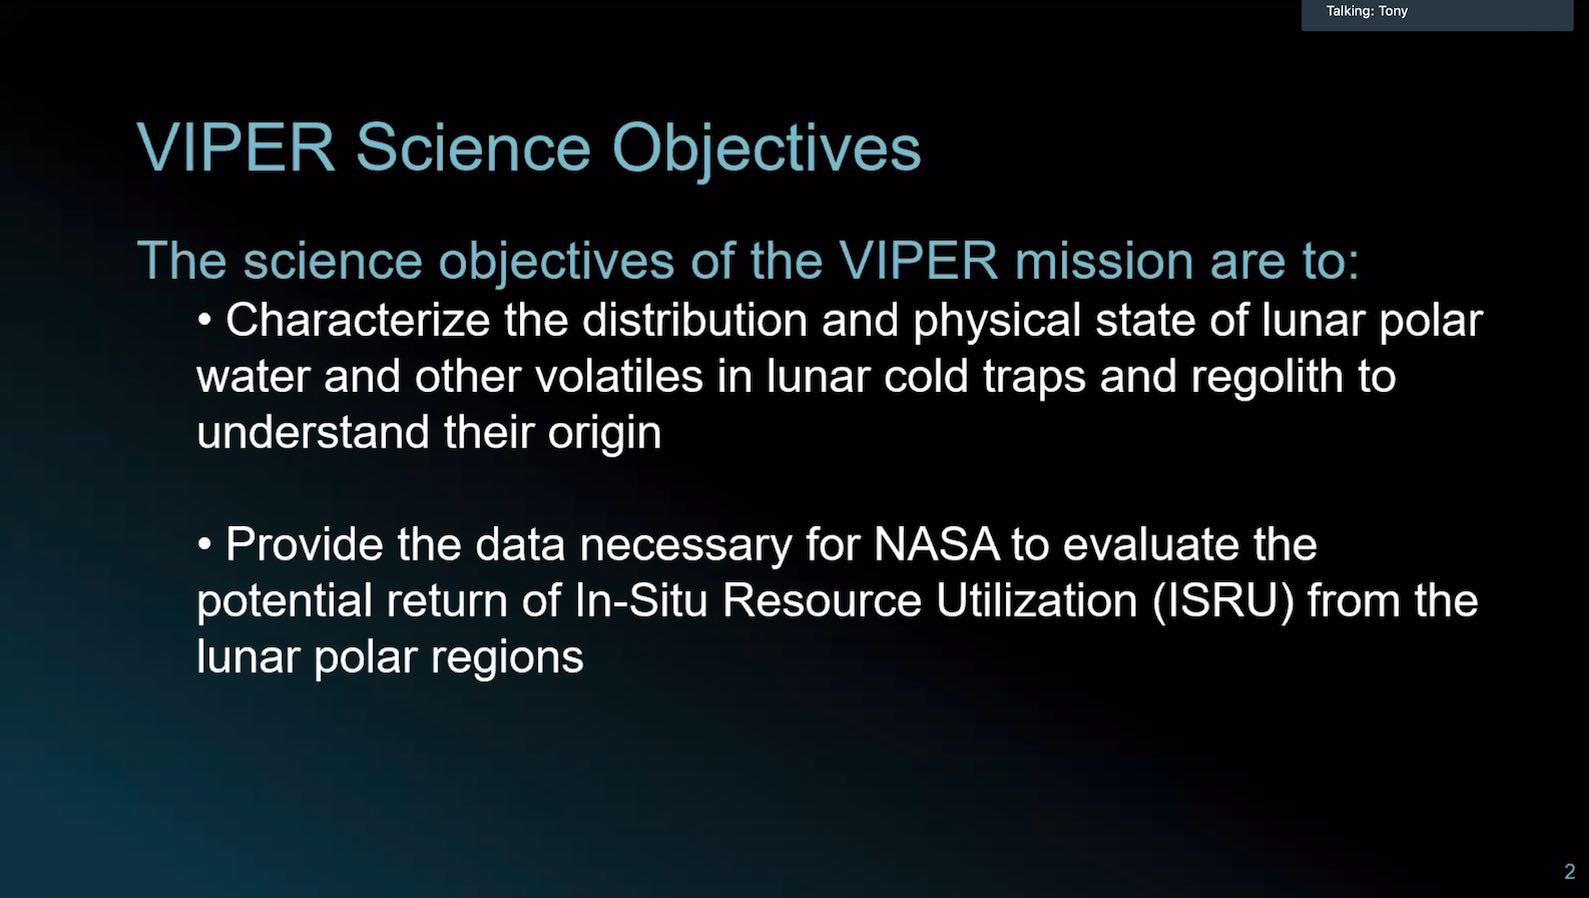 Talking: Tony
VIPER Science Objectives
The science objectives of the VIPER mission are to:
• Characterize the distribution and physical state of lunar polar
water and other volatiles in lunar cold traps and regolith to
understand their origin
• Provide the data necessary for NASA to evaluate the
potential return of In-Situ Resource Utilization (ISRU) from the
lunar polar regions
2